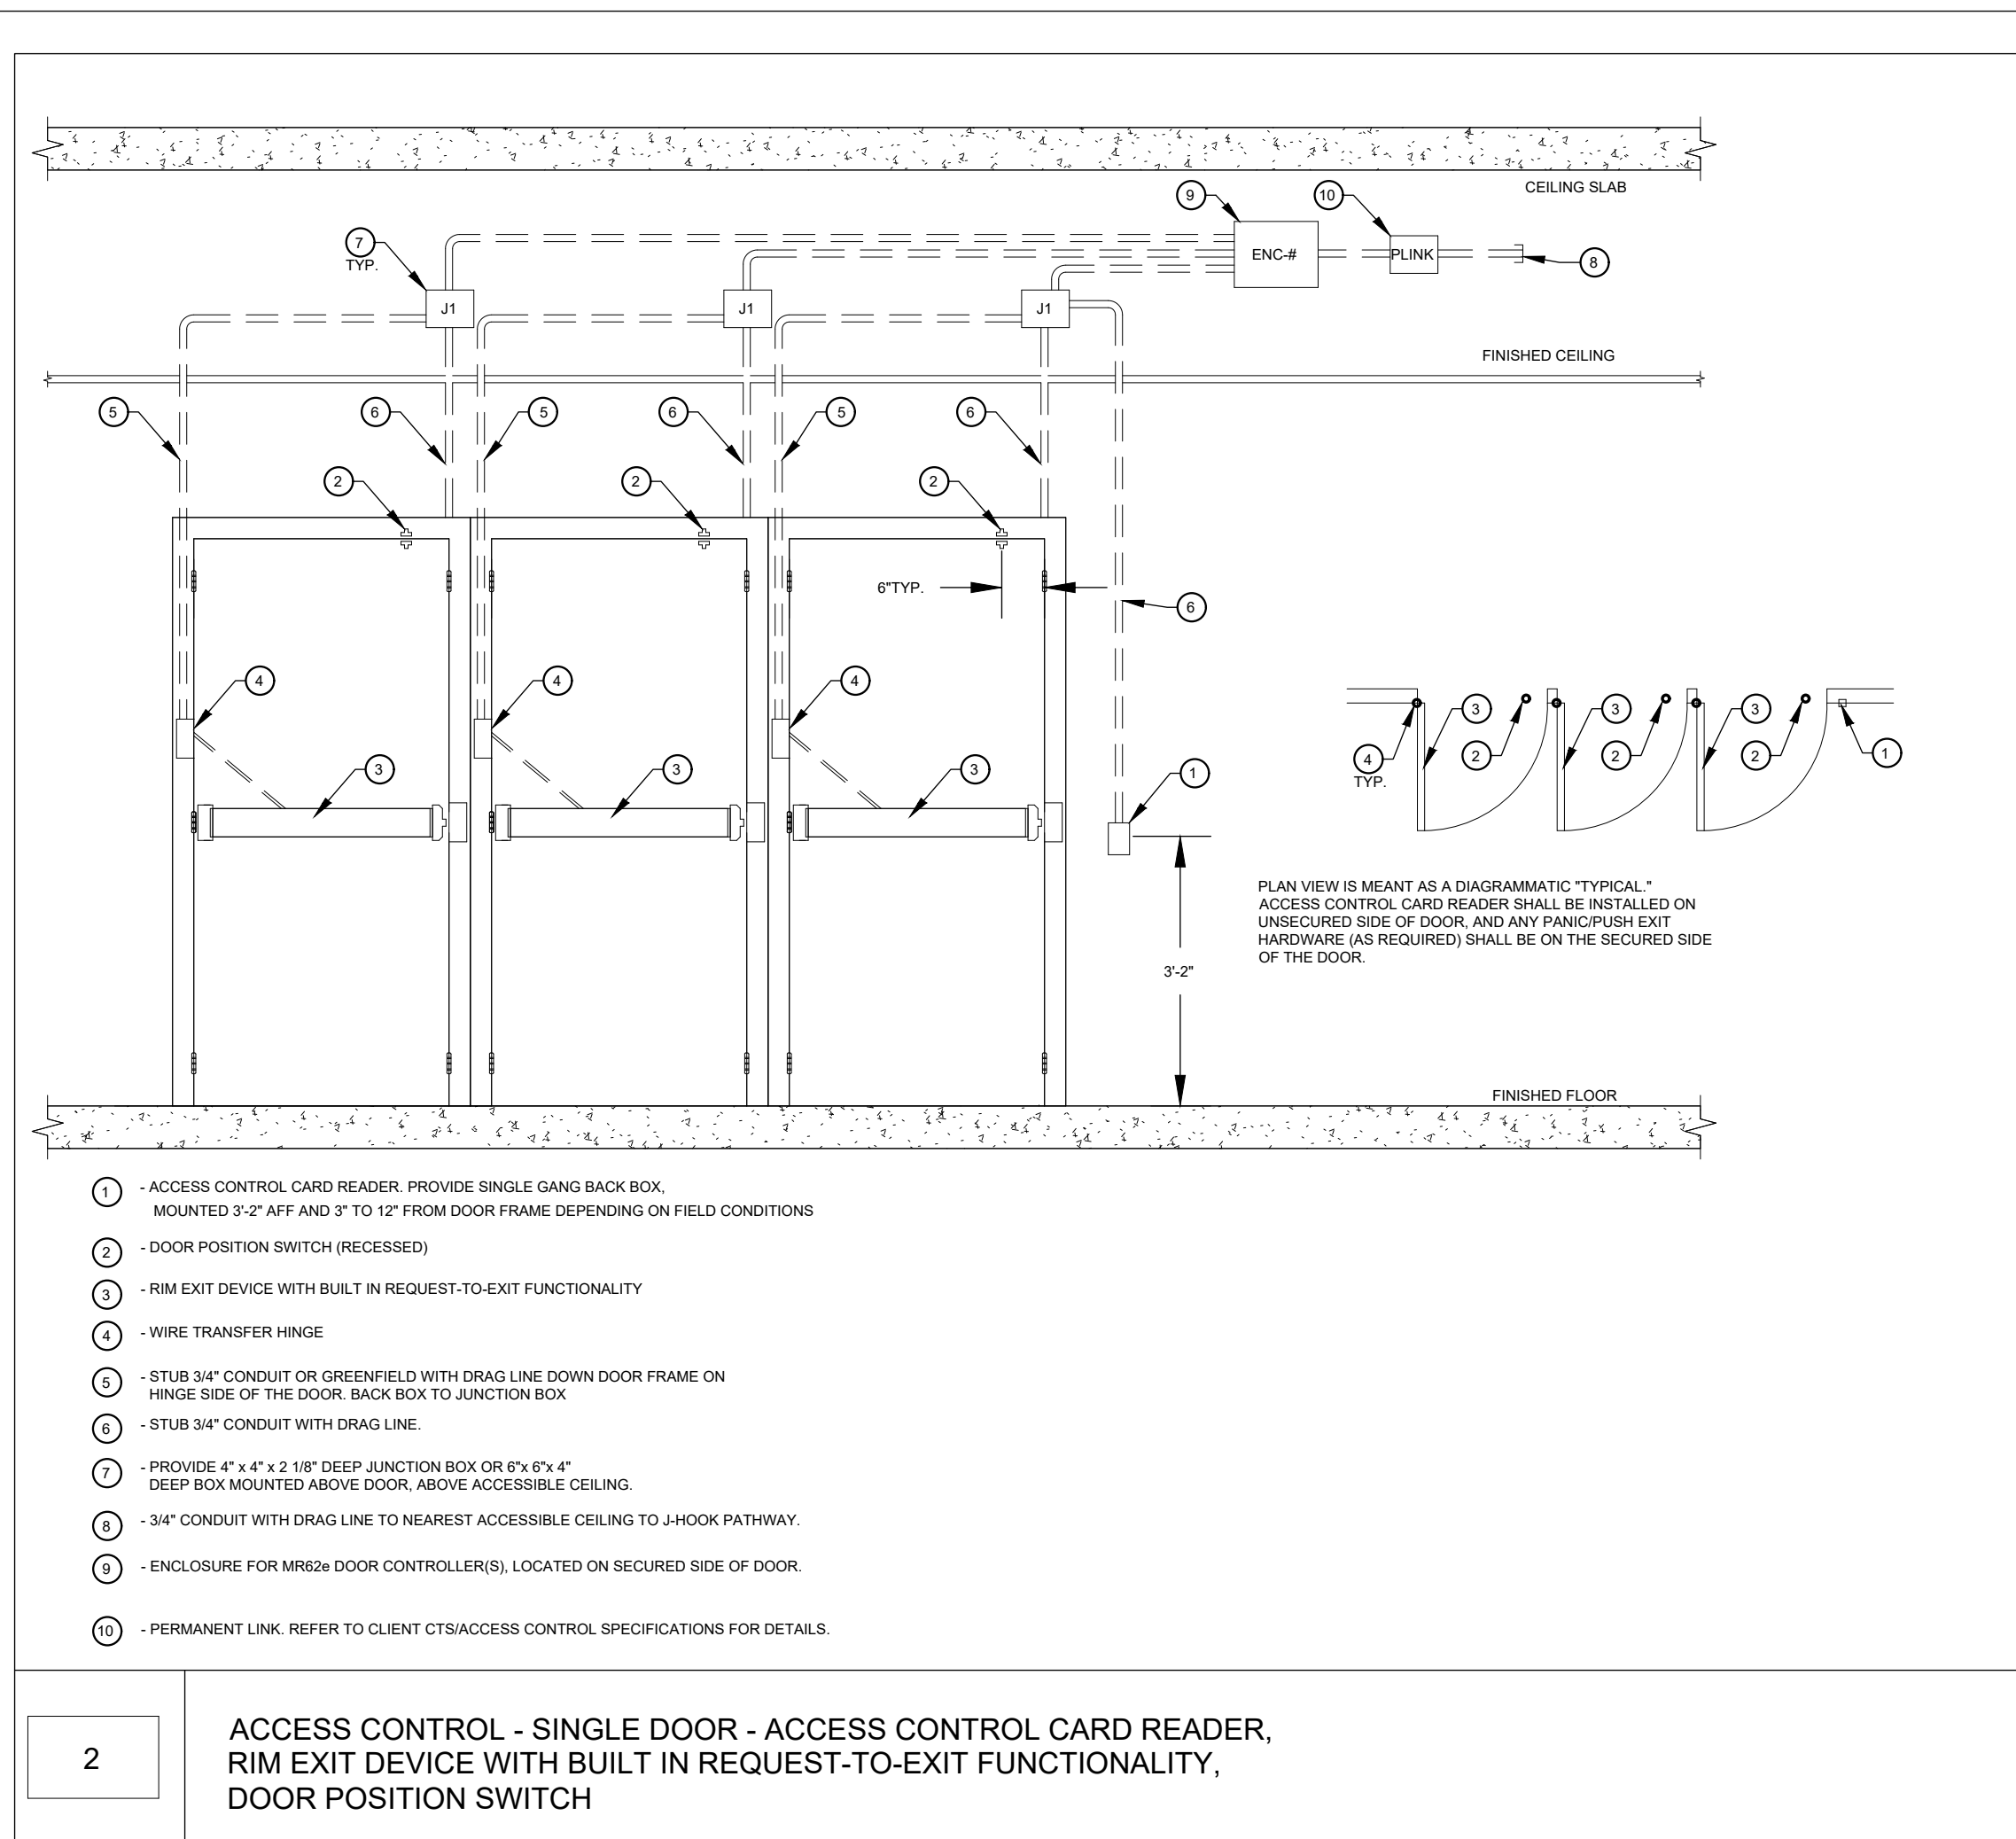 CEILING SLAB
9
10
7
TYP.
ENC-#
PLINK
8
J1
J1
J1
FINISHED CEILING
5
6
5
6
5
6
2
2
2
6"TYP.
6
4
4
4
3
3
3
1
3
3
3
4
TYP.
2
2
2
1
PLAN VIEW IS MEANT AS A DIAGRAMMATIC "TYPICAL."
ACCESS CONTROL CARD READER SHALL BE INSTALLED ON
UNSECURED SIDE OF DOOR, AND ANY PANIC/PUSH EXIT
HARDWARE (AS REQUIRED) SHALL BE ON THE SECURED SIDE
OF THE DOOR.
3'-2"
FINISHED FLOOR
1 - ACCESS CONTROL CARD READER. PROVIDE SINGLE GANG BACK BOX,
MOUNTED 3'-2" AFF AND 3" TO 12" FROM DOOR FRAME DEPENDING ON FIELD CONDITIONS
2 - DOOR POSITION SWITCH (RECESSED)
3 - RIM EXIT DEVICE WITH BUILT IN REQUEST-TO-EXIT FUNCTIONALITY
4 - WIRE TRANSFER HINGE
5 - STUB 3/4" CONDUIT OR GREENFIELD WITH DRAG LINE DOWN DOOR FRAME ON
HINGE SIDE OF THE DOOR. BACK BOX TO JUNCTION BOX
6 - STUB 3/4" CONDUIT WITH DRAG LINE.
7 - PROVIDE 4" x 4" x 2 1/8" DEEP JUNCTION BOX OR 6"x 6"x 4"
DEEP BOX MOUNTED ABOVE DOOR, ABOVE ACCESSIBLE CEILING.
8 - 3/4" CONDUIT WITH DRAG LINE TO NEAREST ACCESSIBLE CEILING TO J-HOOK PATHWAY.
9 - ENCLOSURE FOR MR62e DOOR CONTROLLER(S), LOCATED ON SECURED SIDE OF DOOR.
10 - PERMANENT LINK. REFER TO CLIENT CTS/ACCESS CONTROL SPECIFICATIONS FOR DETAILS.
2
ACCESS CONTROL - SINGLE DOOR - ACCESS CONTROL CARD READER,
RIM EXIT DEVICE WITH BUILT IN REQUEST-TO-EXIT FUNCTIONALITY,
DOOR POSITION SWITCH